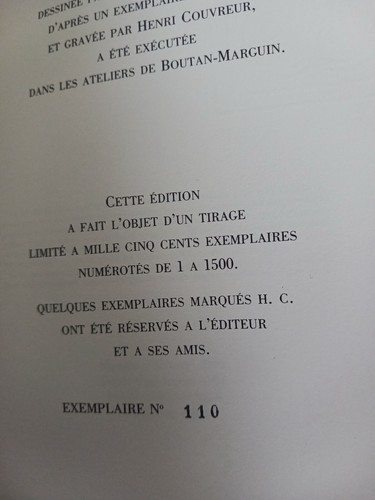 DESSINÉE
D'APRÈS UN EXEMPLAIRE
ET GRAVÉE PAR HENRI COUVREUR,
A ÉTÉ EXÉCUTÉE
DANS LES ATELIERS DE BOUTAN-MARGUIN.
CETTE ÉDITION
A FAIT L'OBJET D'UN TIRAGE
LIMITÉ A MILLE CINQ CENTS EXEMPLAIRES
NUMÉROTÉS DE 1 A 1500.
QUELQUES EXEMPLAIRES MARQUÉS H. C.
ONT ÉTÉ RÉSERVÉS A L'ÉDITEUR
ET A SES AMIS.
EXEMPLAIRE Nº 110